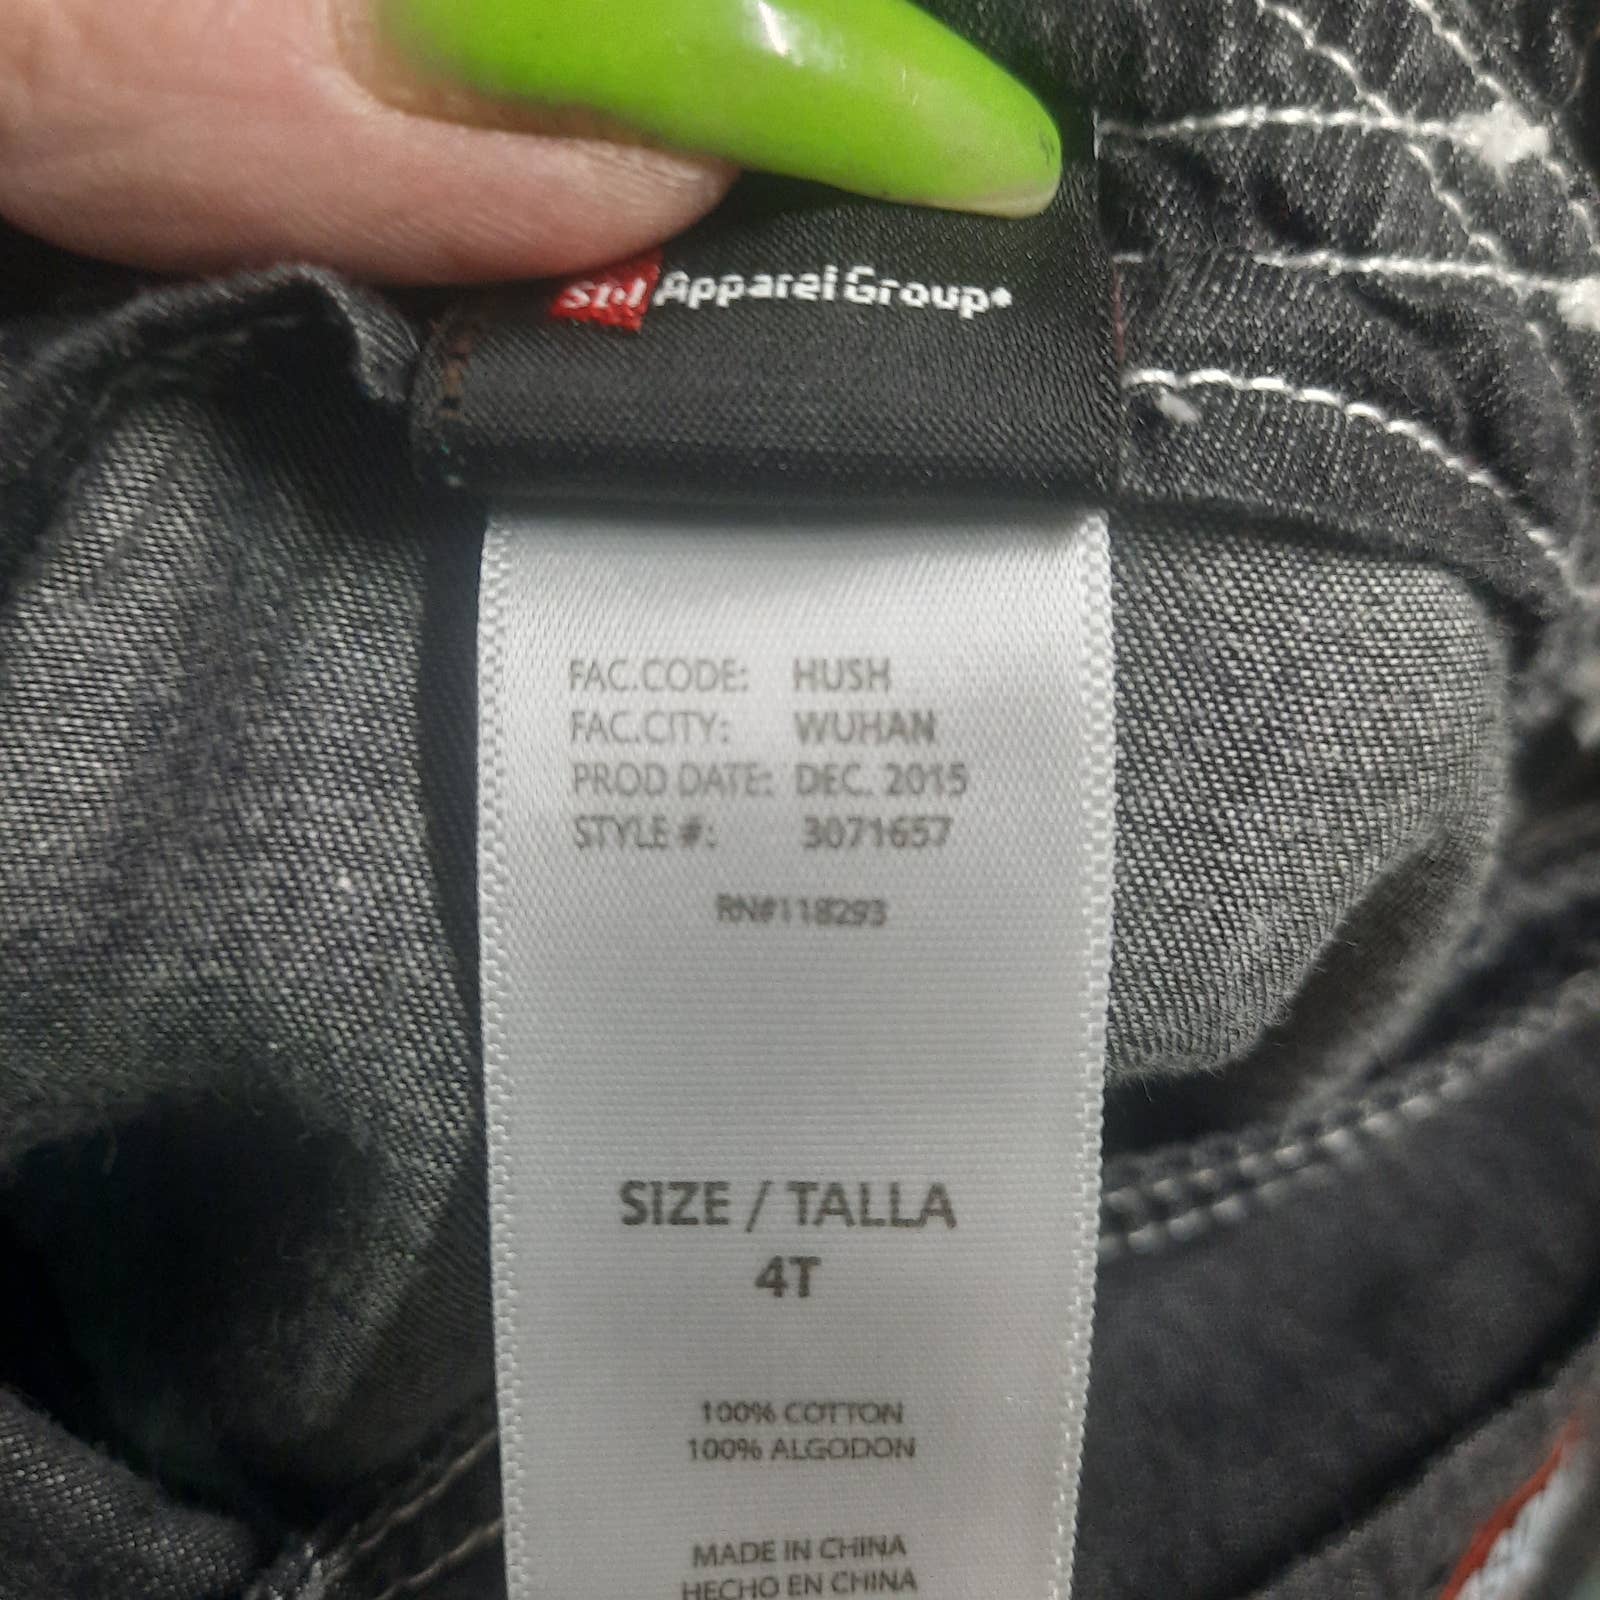 Apparel Group
FAC.CODE: HUSH
FAC.CITY: WUHAN
PROD DATE: DEC. 2015
STYLE #: 3071657
RN#118293
SIZE / TALLA
4T
100% COTTON
100% ALGODON
MADE IN CHINA
HECHO EN CHINA